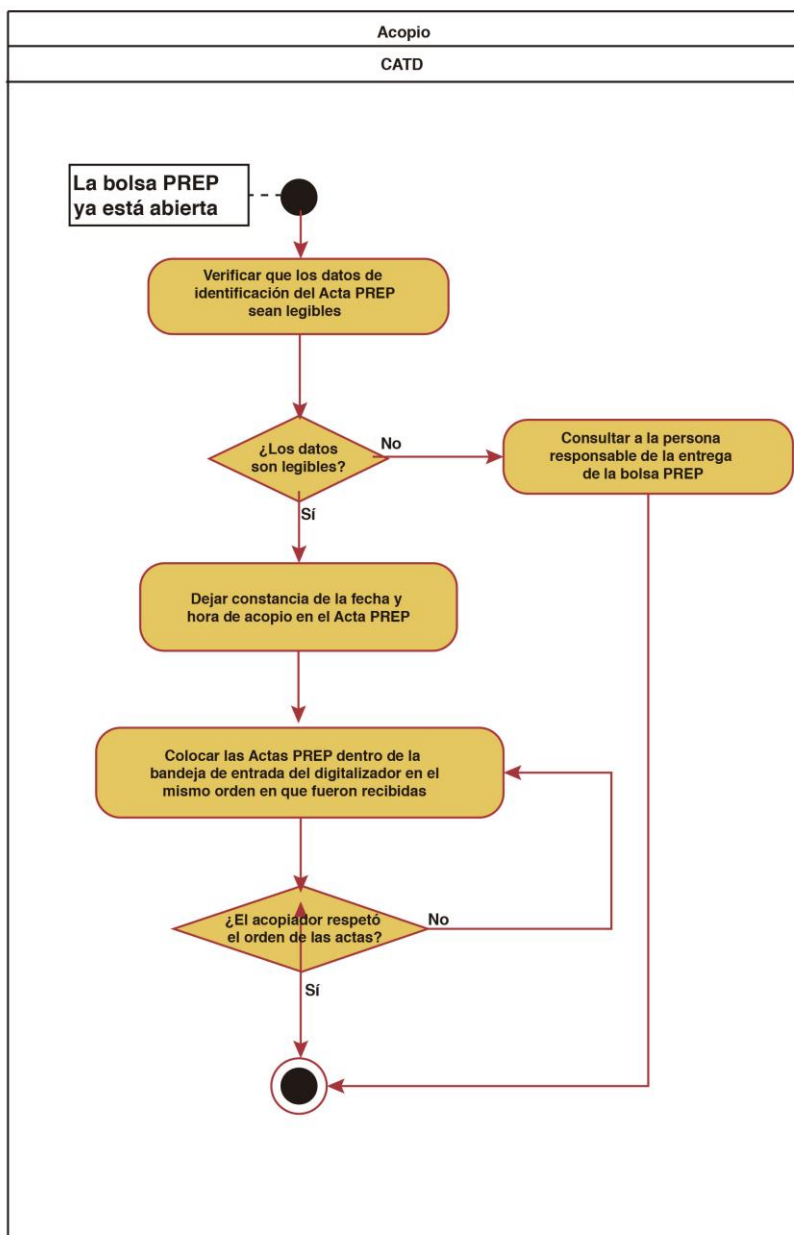 Acopio
CATD
La bolsa PREP
ya está abierta
Verificar que los datos de
identificación del Acta PREP
sean legibles
¿Los datos
son legibles?
No
Consultar a la persona
responsable de la entrega
de la bolsa PREP
Sí
Dejar constancia de la fecha y
hora de acopio en el Acta PREP
Colocar las Actas PREP dentro de la
bandeja de entrada del digitalizador en el
mismo orden en que fueron recibidas
¿El acopiador respetó
el orden de las actas?
No
Sí